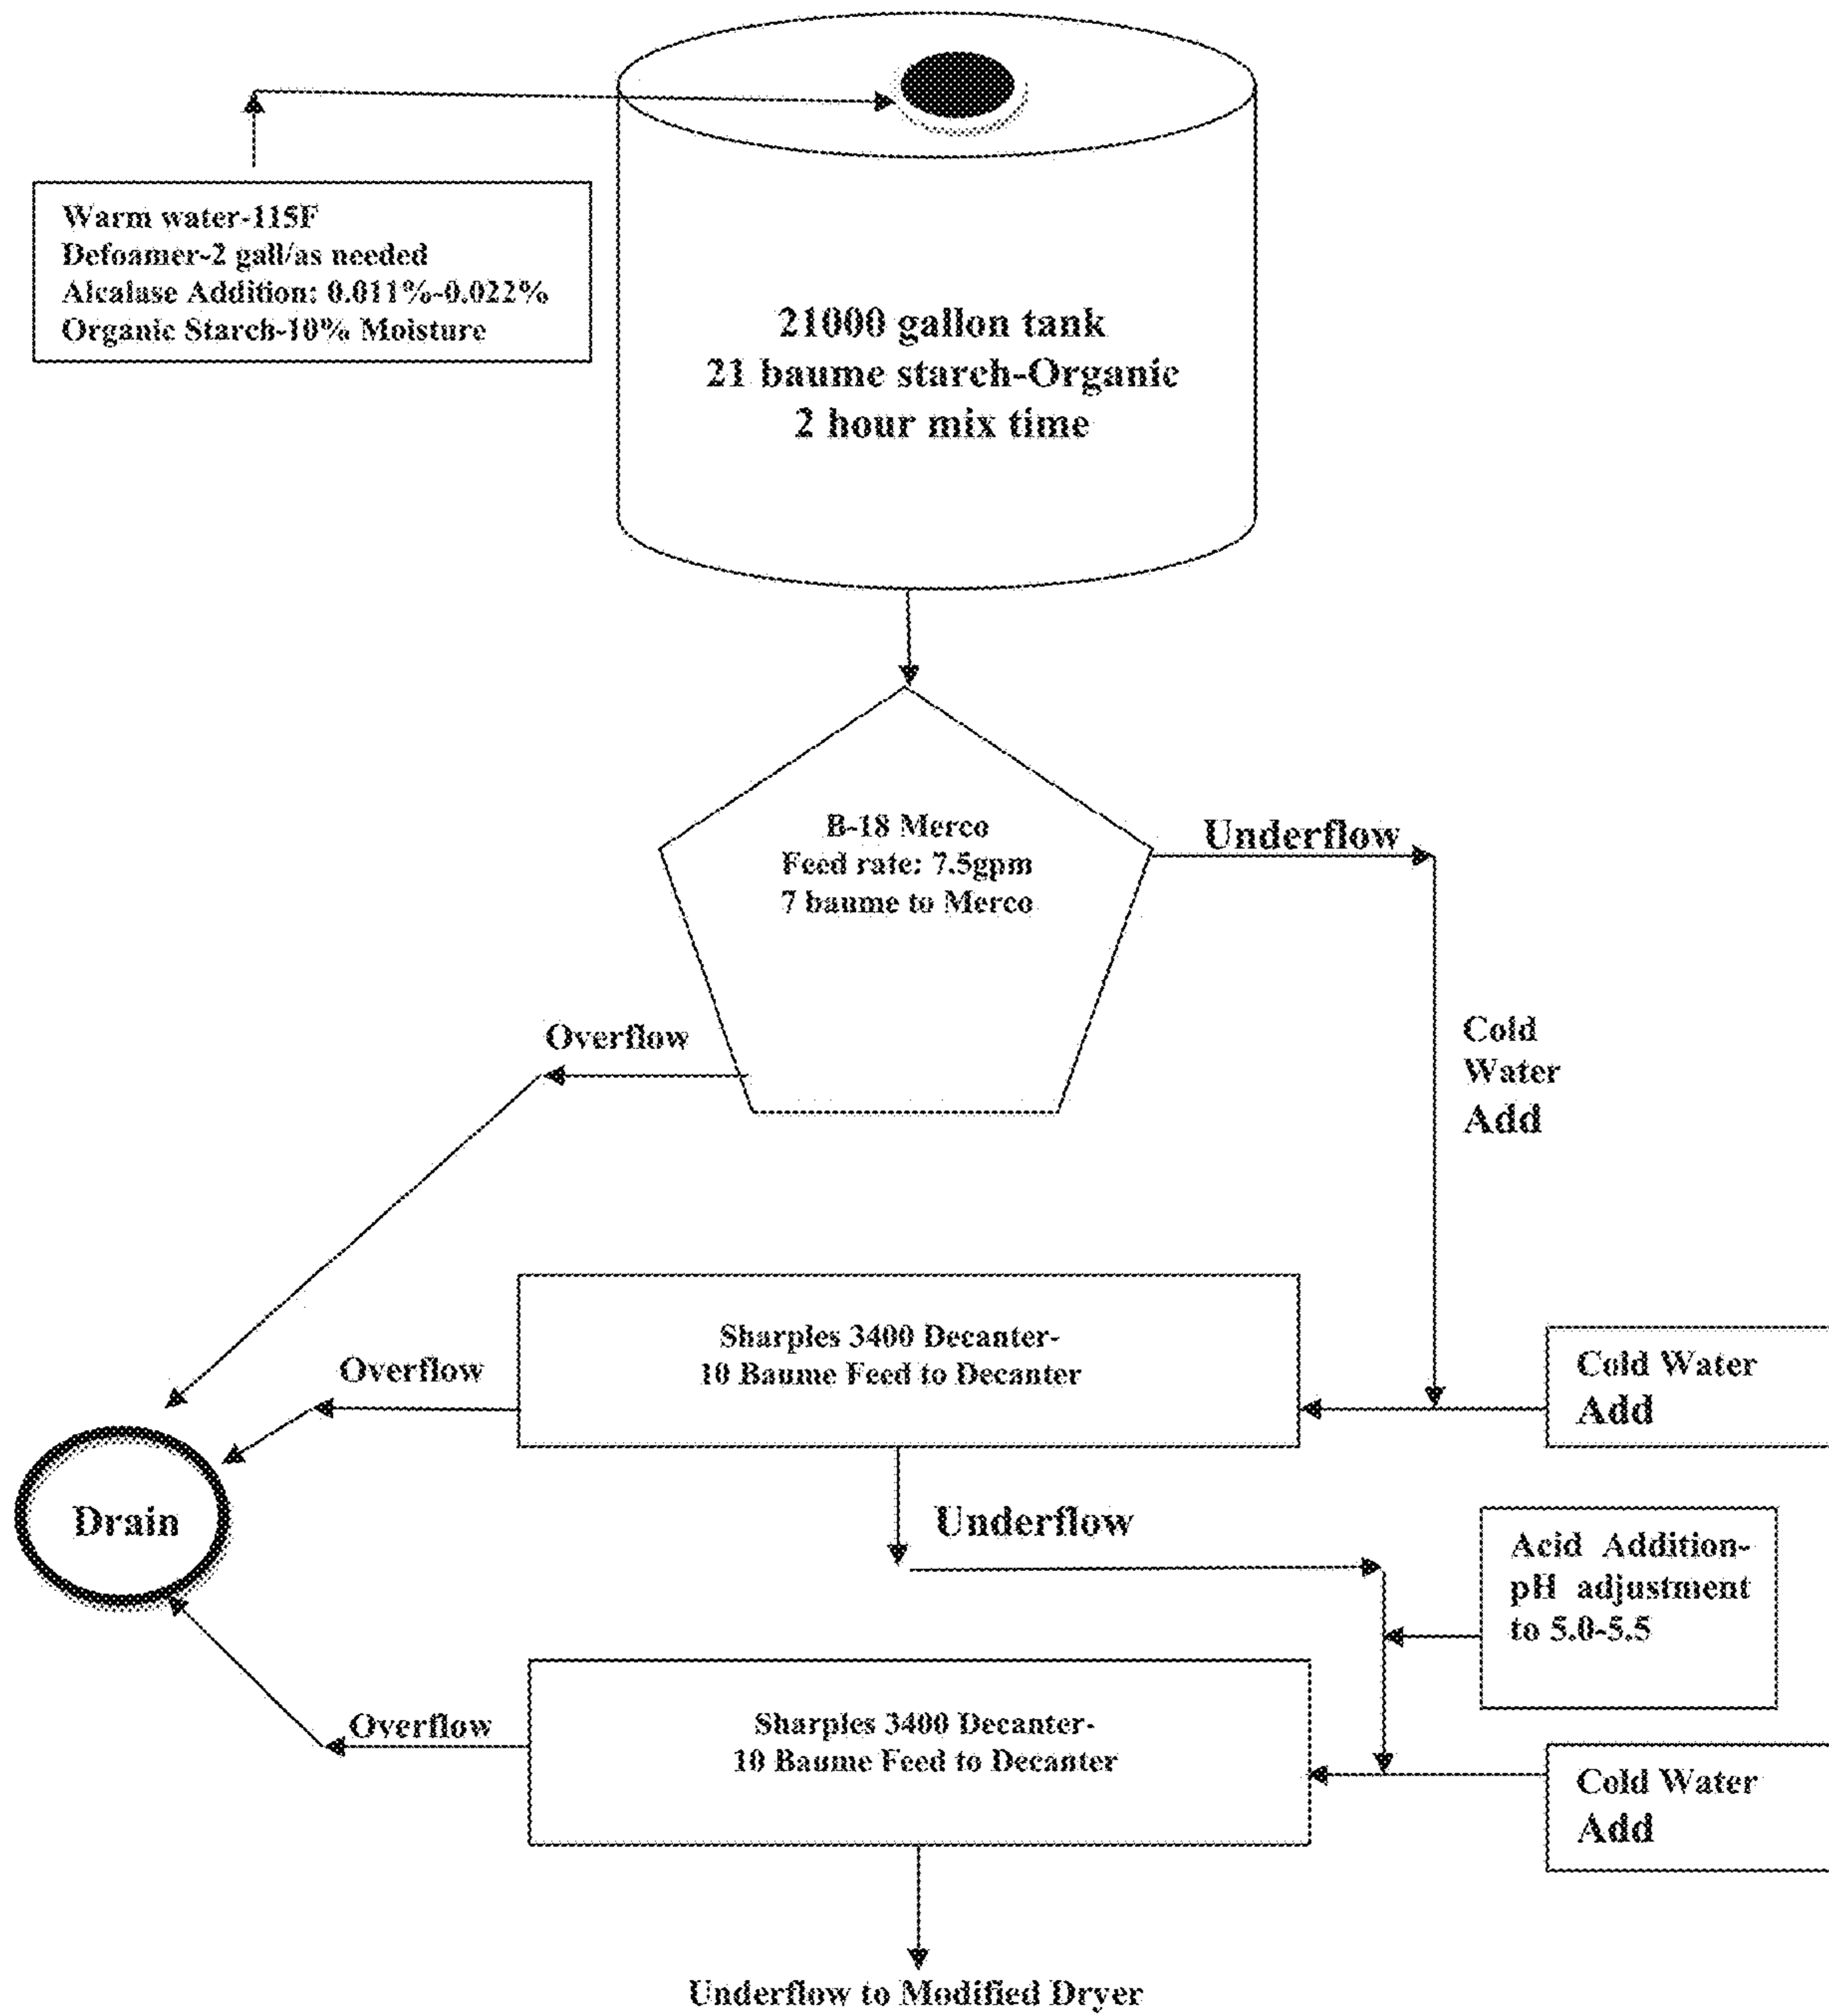 Warm water-115F
Defoamer-2 gall/as needed
Alcalase Addition: 0.011%-0.022%
Organic Starch-10% Moisture
21000 gallon tank
21 baume starch-Organic
2 hour mix time
B-18 Merco
Feed rate: 7.5gpm
7 baume to Merco
Underflow
Overflow
Cold
Water
Add
Sharples 3400 Decanter-
10 Baume Feed to Decanter
Overflow
Cold Water
Add
Drain
Underflow
Acid Addition-
pH adjustment
to 5.0-5.5
Sharples 3400 Decanter-
10 Baume Feed to Decanter
Overflow
Cold Water
Add
Underflow to Modified Dryer